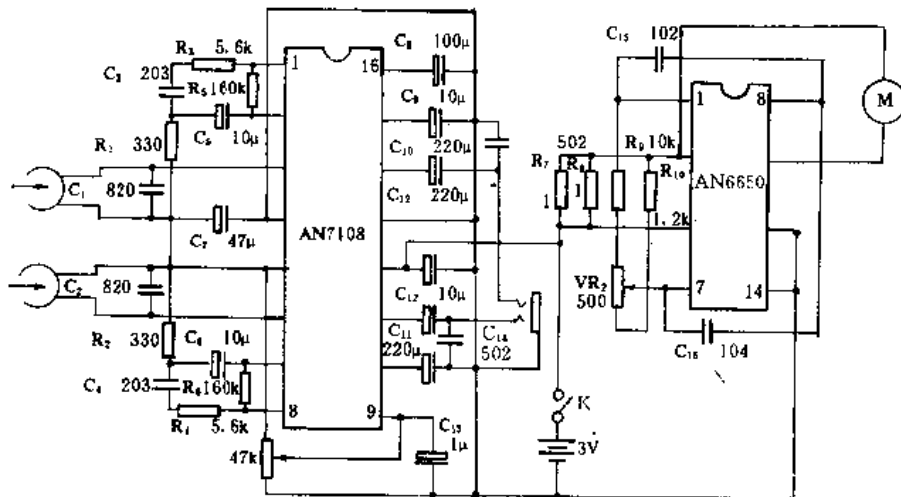 R₃ 5.6k
C₃ 203
R₅ 160k
C₅ 10μ
R₁ 330
C₁ 820
C₇ 47μ
C₂ 820
R₂ 330
C₆ 10μ
C₄ 203
R₆ 160k
R₄ 5.6k
47k
1 16
AN7108
8 9
C₈ 100μ
C₉ 10μ
C₁₀ 220μ
220μ
C₁₂
C₁₂ 10μ
C₁₁ 220μ
C₁₄ 502
C₁₃ 1μ
K
3V
C₁₅ 102
502
R₇ 1
R₈ 1
R₉ 10k
R₁₀ 1.2k
VR₂ 500
1 8
AN6650
7 14
C₁₆ 104
M